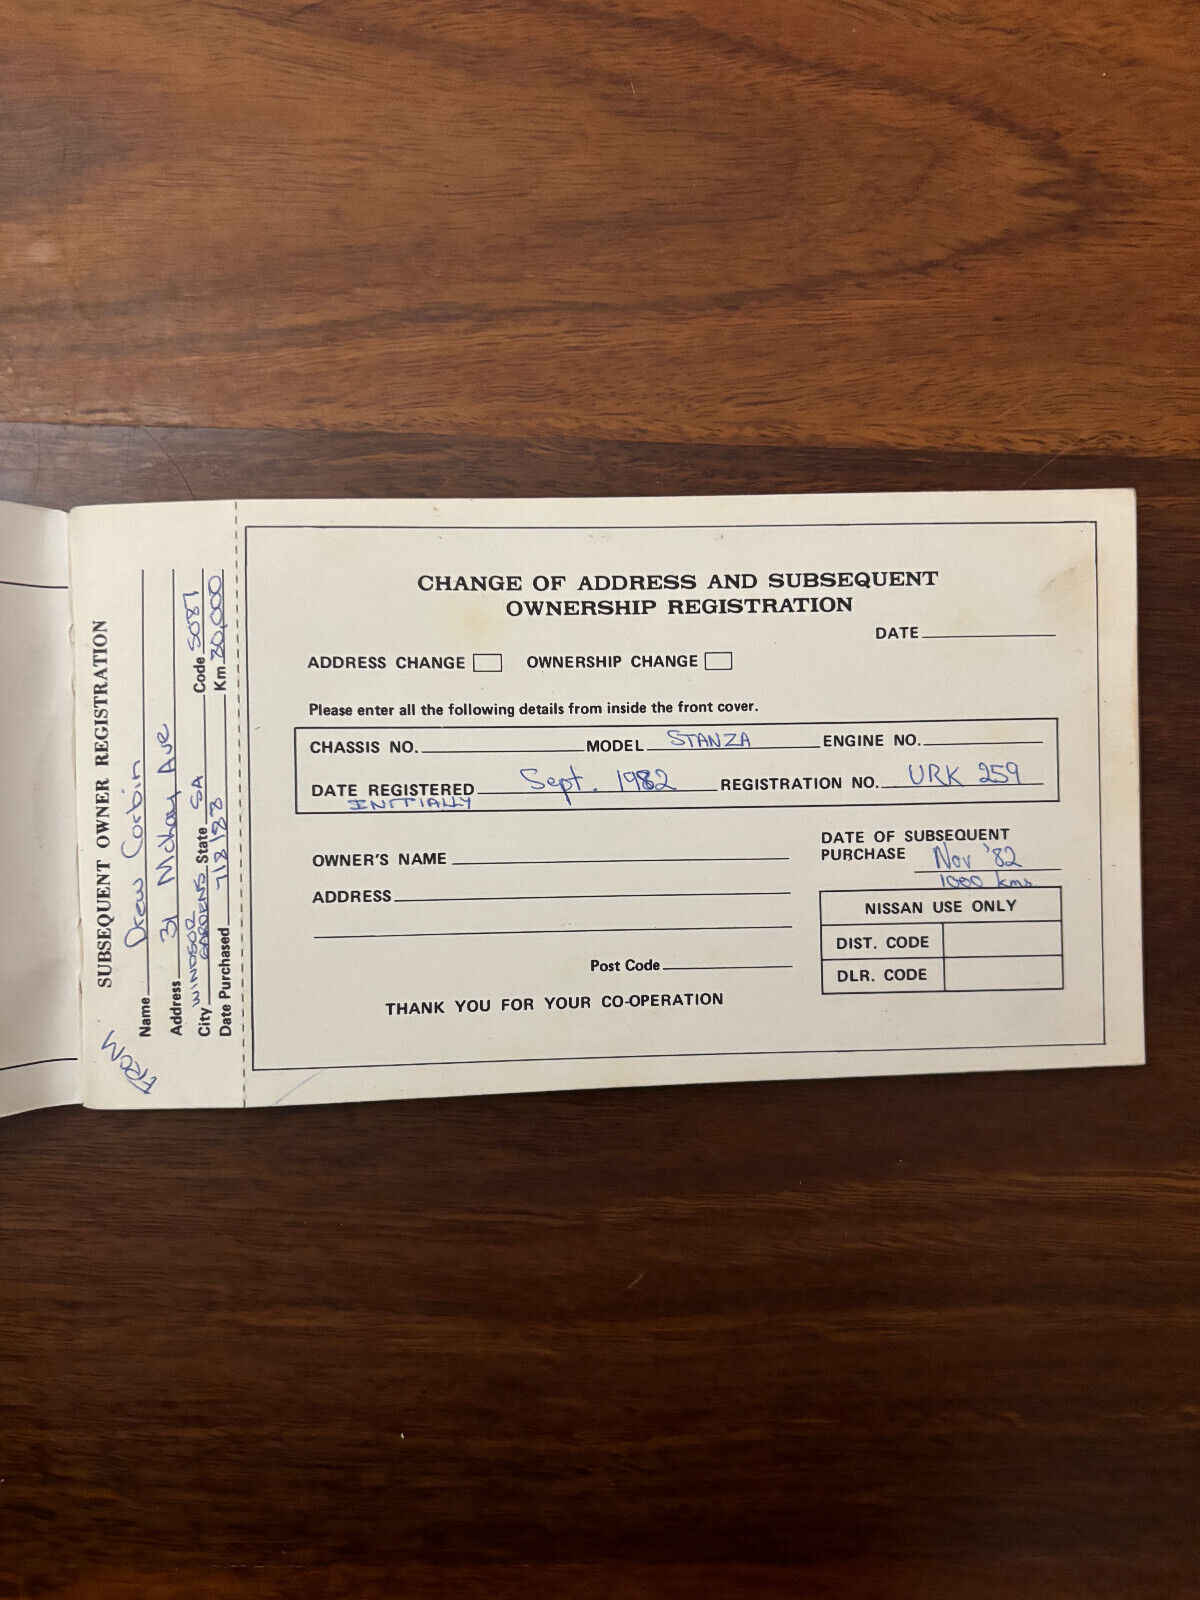 SUBSEQUENT OWNER REGISTRATION
FROM
Name Drew Corbin
Address 31 Mchay Ave
City WINDSOR GARDENS State SA Code 5087
Date Purchased 7/8/83 Km 30,000
CHANGE OF ADDRESS AND SUBSEQUENT
OWNERSHIP REGISTRATION
DATE
ADDRESS CHANGE OWNERSHIP CHANGE
Please enter all the following details from inside the front cover.
CHASSIS NO. MODEL STANZA ENGINE NO.
DATE REGISTERED Sept. 1982 REGISTRATION NO. URK 259
INITIALLY
OWNER'S NAME
ADDRESS
DATE OF SUBSEQUENT
PURCHASE Nov '82
1000 kms
NISSAN USE ONLY
DIST. CODE
DLR. CODE
Post Code
THANK YOU FOR YOUR CO-OPERATION